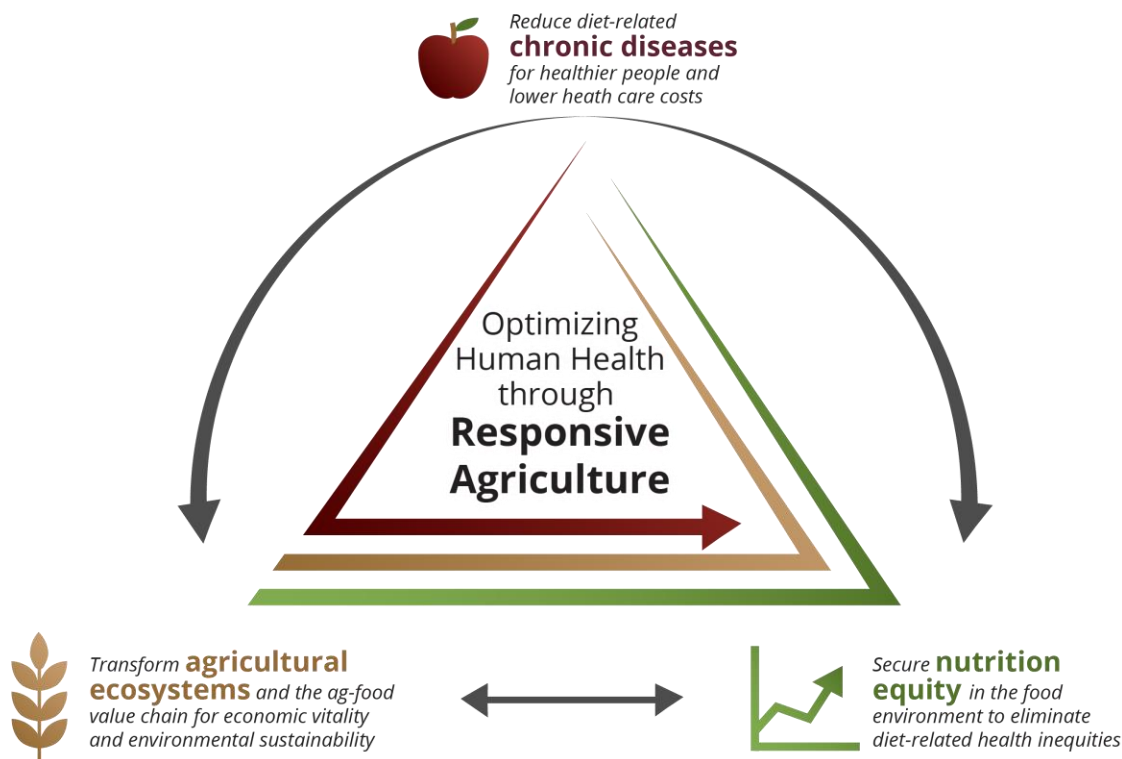 Reduce diet-related
chronic diseases
for healthier people and
lower heath care costs
Optimizing
Human Health
through
Responsive
Agriculture
Transform agricultural
ecosystems and the ag-food
value chain for economic vitality
and environmental sustainability
Secure nutrition
equity in the food
environment to eliminate
diet-related health inequities